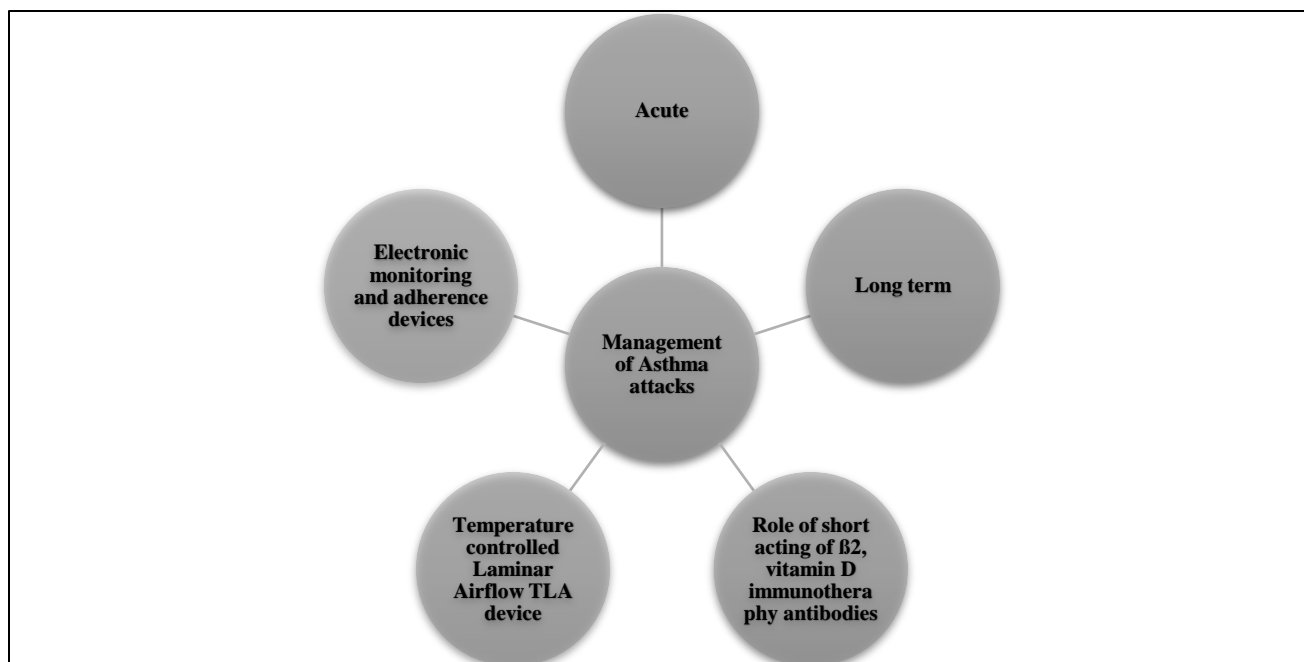 Acute
Electronic
monitoring
and adherence
devices
Long term
Management
of Asthma
attacks
Temperature
controlled
Laminar
Airflow TLA
device
Role of short
acting of ß2,
vitamin D
immunothera
phy antibodies